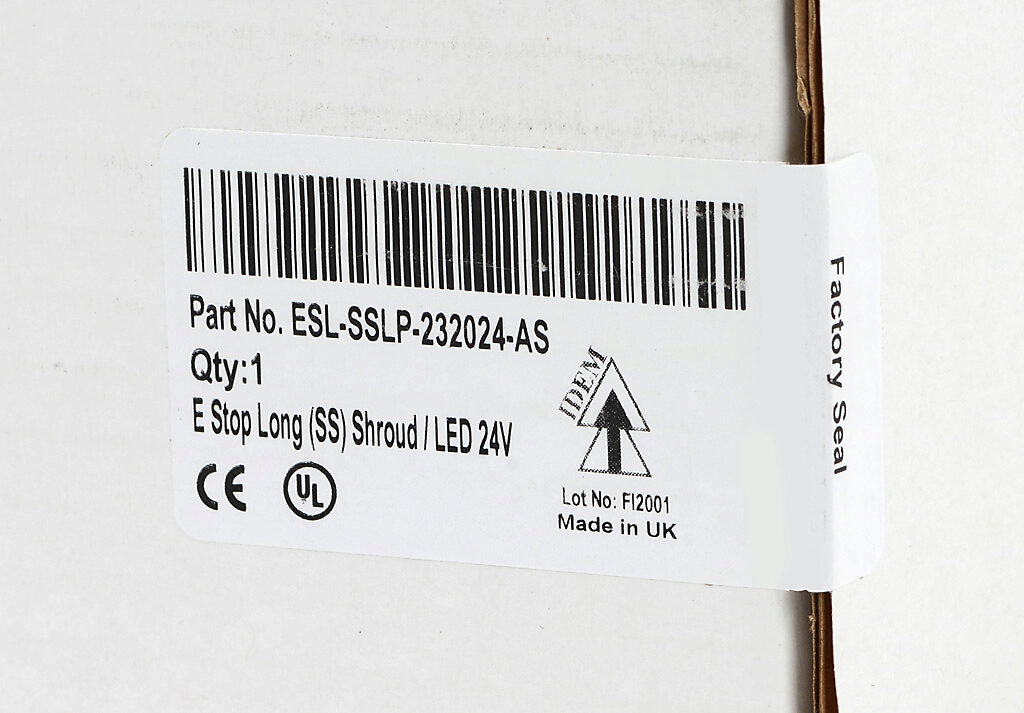 Part No. ESL-SSLP-232024-AS
Qty:1
E Stop Long (SS) Shroud / LED 24V
CE
UL
IDEM
Lot No: FI2001
Made in UK
Factory Seal